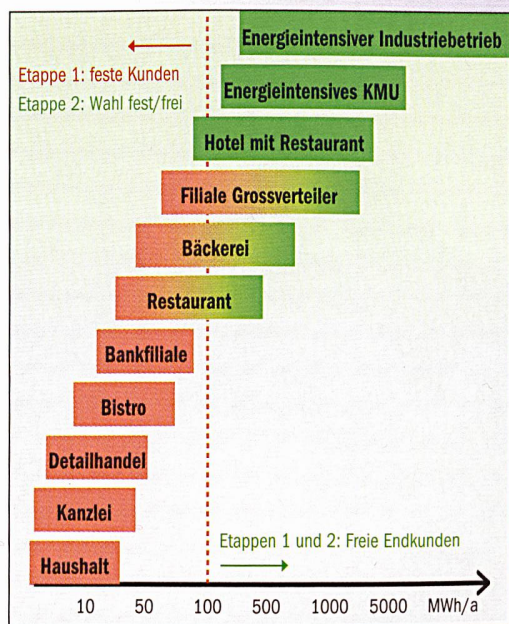 Energieintensiver Industriebetrieb
Etappe 1: feste Kunden
Energieintensives KMU
Etappe 2: Wahl fest/frei
Hotel mit Restaurant
Filiale Grossverteiler
Bäckerei
Restaurant
Bankfiliale
Bistro
Detailhandel
Kanzlei
Etappen 1 und 2: Freie Endkunden
Haushalt
10 50 100 500 1000 5000 MWh/a